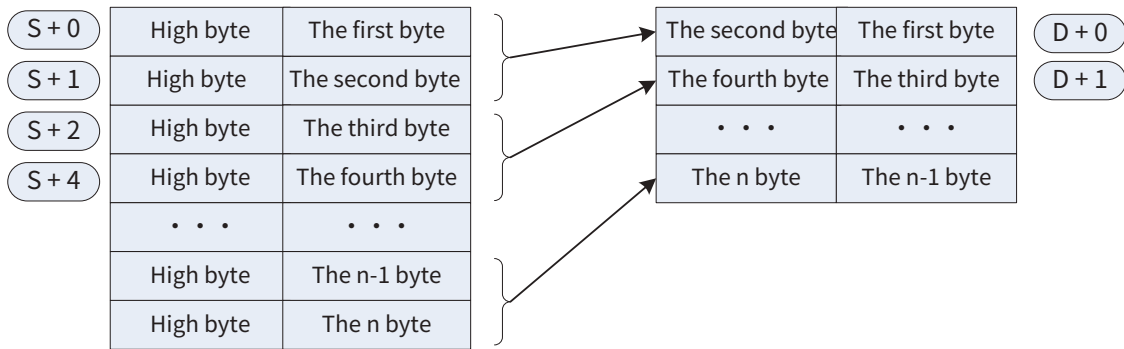 S + 0 High byte The first byte The second byte The first byte D + 0
S + 1 High byte The second byte The fourth byte The third byte D + 1
S + 2 High byte The third byte · · · · · ·
S + 4 High byte The fourth byte The n byte The n-1 byte
· · · · · ·
High byte The n-1 byte
High byte The n byte